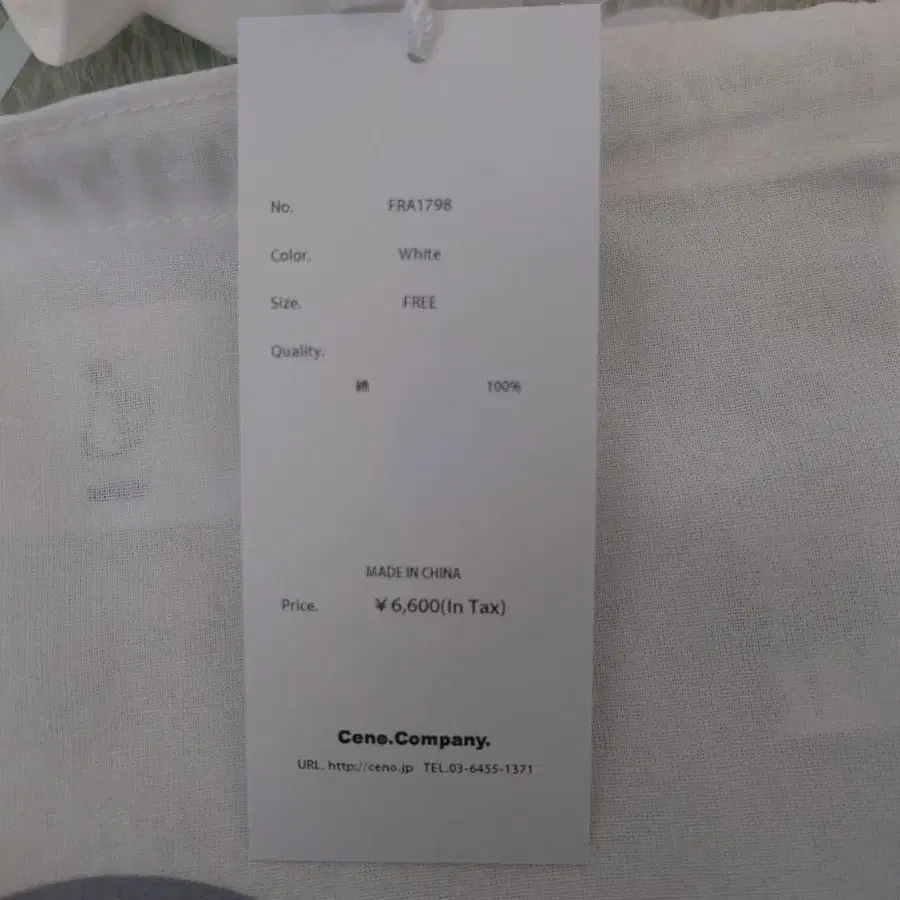 No. FRA1798
Color. White
Size. FREE
Quality.
綿 100%
MADE IN CHINA
Price. ¥6,600(In Tax)
Ceno.Company.
URL. http://ceno.jp TEL.03-6455-1371